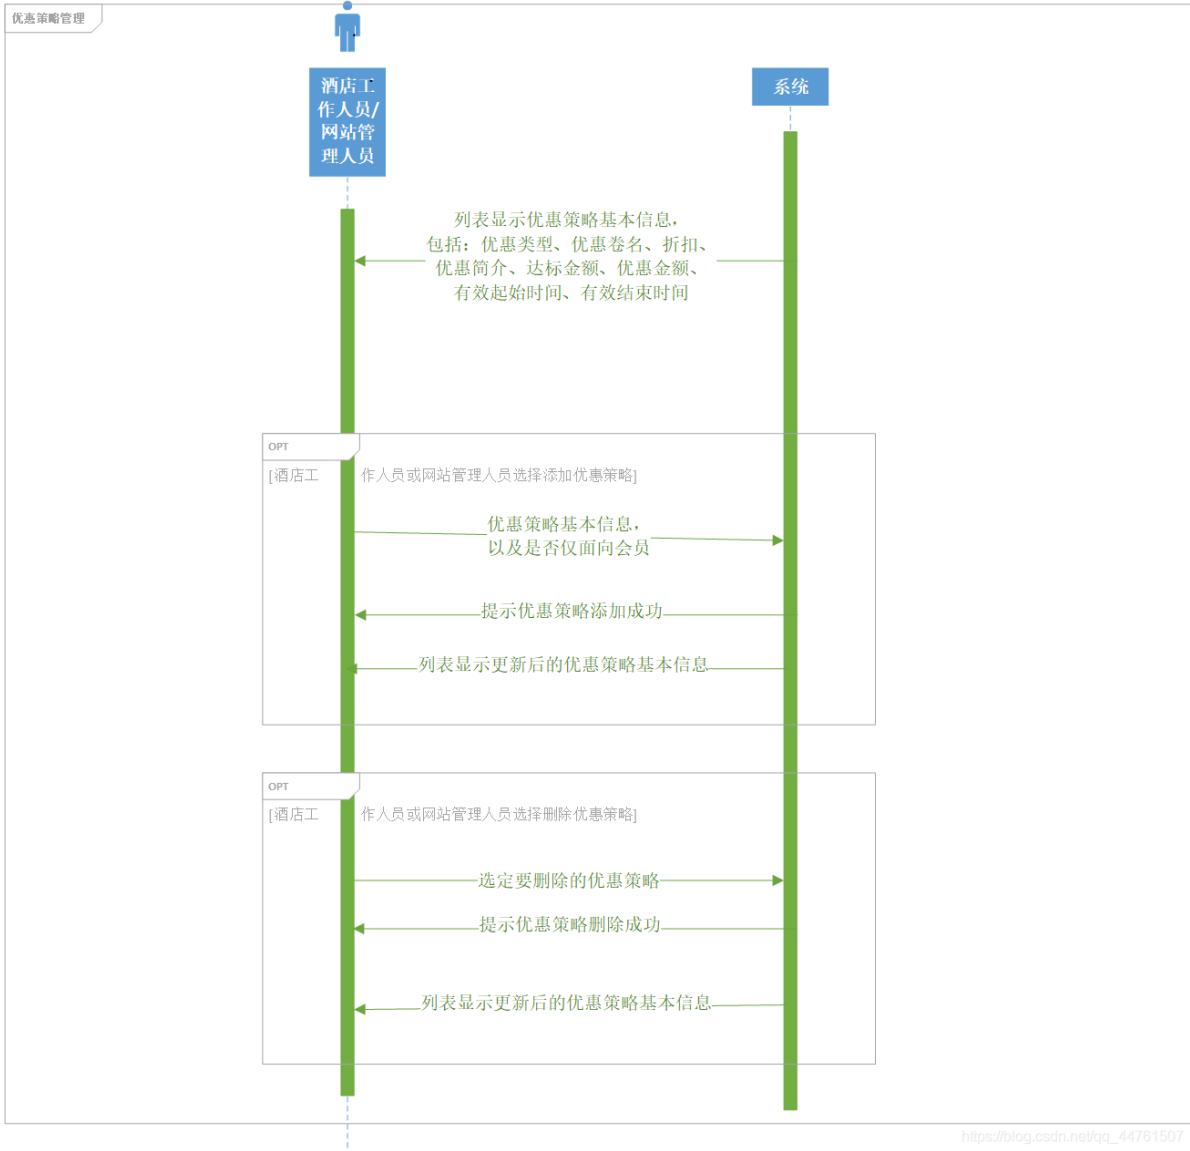 优惠策略管理
酒店工
作人员/
网站管
理人员
系统
列表显示优惠策略基本信息，
包括：优惠类型、优惠卷名、折扣、
优惠简介、达标金额、优惠金额、
有效起始时间、有效结束时间
OPT
[酒店工 作人员或网站管理人员选择添加优惠策略]
优惠策略基本信息，
以及是否仅面向会员
提示优惠策略添加成功
列表显示更新后的优惠策略基本信息
OPT
[酒店工 作人员或网站管理人员选择删除优惠策略]
选定要删除的优惠策略
提示优惠策略删除成功
列表显示更新后的优惠策略基本信息
https://blog.csdn.net/qq_44761507